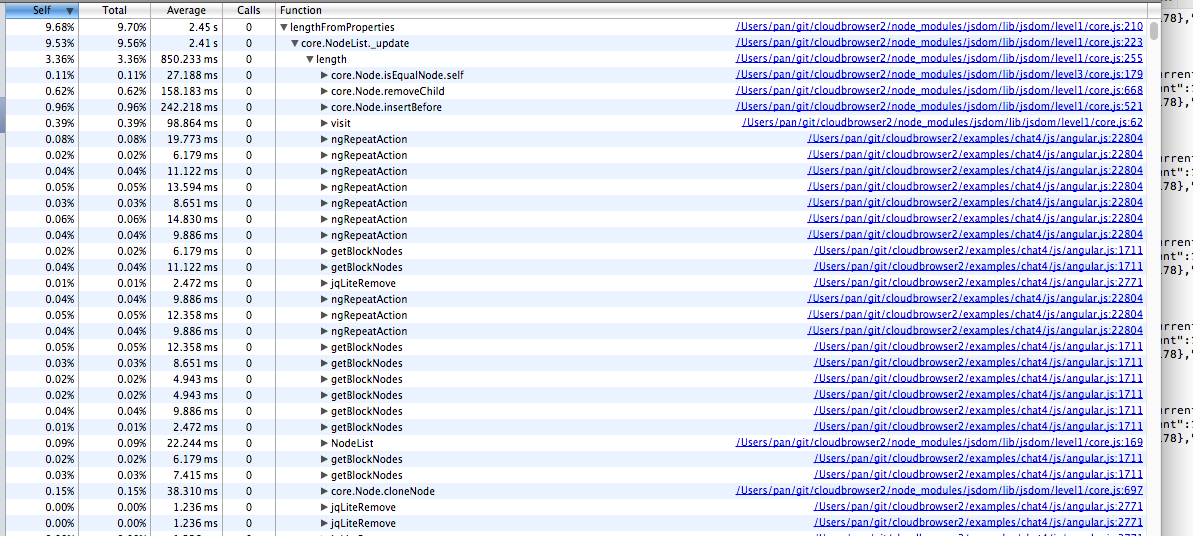 Self ▼ Total Average Calls Function
9.68% 9.70% 2.45 s 0 ▼lengthFromProperties /Users/pan/git/cloudbrowser2/node_modules/jsdom/lib/jsdom/level1/core.js:210
9.53% 9.56% 2.41 s 0 ▼core.NodeList._update /Users/pan/git/cloudbrowser2/node_modules/jsdom/lib/jsdom/level1/core.js:223
3.36% 3.36% 850.233 ms 0 ▼length /Users/pan/git/cloudbrowser2/node_modules/jsdom/lib/jsdom/level1/core.js:255
0.11% 0.11% 27.188 ms 0 ▶core.Node.isEqualNode.self /Users/pan/git/cloudbrowser2/node_modules/jsdom/lib/jsdom/level3/core.js:179
0.62% 0.62% 158.183 ms 0 ▶core.Node.removeChild /Users/pan/git/cloudbrowser2/node_modules/jsdom/lib/jsdom/level1/core.js:668
0.96% 0.96% 242.218 ms 0 ▶core.Node.insertBefore /Users/pan/git/cloudbrowser2/node_modules/jsdom/lib/jsdom/level1/core.js:521
0.39% 0.39% 98.864 ms 0 ▶visit /Users/pan/git/cloudbrowser2/node_modules/jsdom/lib/jsdom/level1/core.js:62
0.08% 0.08% 19.773 ms 0 ▶ngRepeatAction /Users/pan/git/cloudbrowser2/examples/chat4/js/angular.js:22804
0.02% 0.02% 6.179 ms 0 ▶ngRepeatAction /Users/pan/git/cloudbrowser2/examples/chat4/js/angular.js:22804
0.04% 0.04% 11.122 ms 0 ▶ngRepeatAction /Users/pan/git/cloudbrowser2/examples/chat4/js/angular.js:22804
0.05% 0.05% 13.594 ms 0 ▶ngRepeatAction /Users/pan/git/cloudbrowser2/examples/chat4/js/angular.js:22804
0.03% 0.03% 8.651 ms 0 ▶ngRepeatAction /Users/pan/git/cloudbrowser2/examples/chat4/js/angular.js:22804
0.06% 0.06% 14.830 ms 0 ▶ngRepeatAction /Users/pan/git/cloudbrowser2/examples/chat4/js/angular.js:22804
0.04% 0.04% 9.886 ms 0 ▶ngRepeatAction /Users/pan/git/cloudbrowser2/examples/chat4/js/angular.js:22804
0.02% 0.02% 6.179 ms 0 ▶getBlockNodes /Users/pan/git/cloudbrowser2/examples/chat4/js/angular.js:1711
0.04% 0.04% 11.122 ms 0 ▶getBlockNodes /Users/pan/git/cloudbrowser2/examples/chat4/js/angular.js:1711
0.01% 0.01% 2.472 ms 0 ▶jqLiteRemove /Users/pan/git/cloudbrowser2/examples/chat4/js/angular.js:2771
0.04% 0.04% 9.886 ms 0 ▶ngRepeatAction /Users/pan/git/cloudbrowser2/examples/chat4/js/angular.js:22804
0.05% 0.05% 12.358 ms 0 ▶ngRepeatAction /Users/pan/git/cloudbrowser2/examples/chat4/js/angular.js:22804
0.04% 0.04% 9.886 ms 0 ▶ngRepeatAction /Users/pan/git/cloudbrowser2/examples/chat4/js/angular.js:22804
0.05% 0.05% 12.358 ms 0 ▶getBlockNodes /Users/pan/git/cloudbrowser2/examples/chat4/js/angular.js:1711
0.03% 0.03% 8.651 ms 0 ▶getBlockNodes /Users/pan/git/cloudbrowser2/examples/chat4/js/angular.js:1711
0.02% 0.02% 4.943 ms 0 ▶getBlockNodes /Users/pan/git/cloudbrowser2/examples/chat4/js/angular.js:1711
0.02% 0.02% 4.943 ms 0 ▶getBlockNodes /Users/pan/git/cloudbrowser2/examples/chat4/js/angular.js:1711
0.04% 0.04% 9.886 ms 0 ▶getBlockNodes /Users/pan/git/cloudbrowser2/examples/chat4/js/angular.js:1711
0.01% 0.01% 2.472 ms 0 ▶getBlockNodes /Users/pan/git/cloudbrowser2/examples/chat4/js/angular.js:1711
0.09% 0.09% 22.244 ms 0 ▶NodeList /Users/pan/git/cloudbrowser2/node_modules/jsdom/lib/jsdom/level1/core.js:169
0.02% 0.02% 6.179 ms 0 ▶getBlockNodes /Users/pan/git/cloudbrowser2/examples/chat4/js/angular.js:1711
0.03% 0.03% 7.415 ms 0 ▶getBlockNodes /Users/pan/git/cloudbrowser2/examples/chat4/js/angular.js:1711
0.15% 0.15% 38.310 ms 0 ▶core.Node.cloneNode /Users/pan/git/cloudbrowser2/node_modules/jsdom/lib/jsdom/level1/core.js:697
0.00% 0.00% 1.236 ms 0 ▶jqLiteRemove /Users/pan/git/cloudbrowser2/examples/chat4/js/angular.js:2771
0.00% 0.00% 1.236 ms 0 ▶jqLiteRemove /Users/pan/git/cloudbrowser2/examples/chat4/js/angular.js:2771